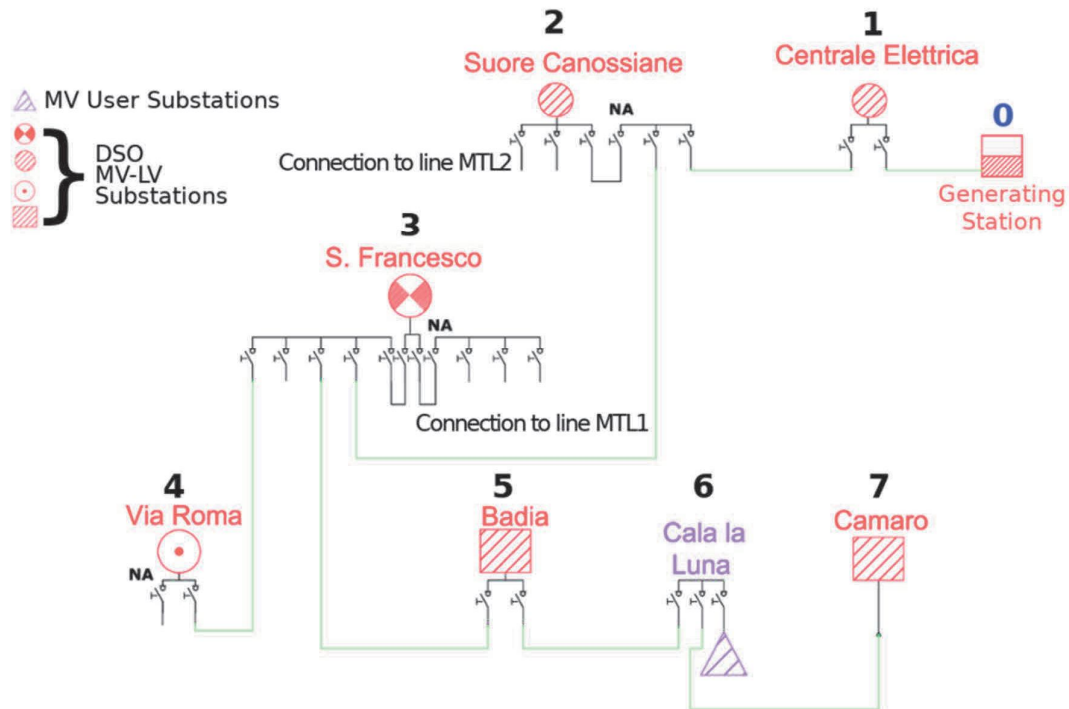 2
Suore Canossiane
1
Centrale Elettrica
MV User Substations
NA
0
DSO
MV-LV
Substations
Connection to line MTL2
Generating
Station
3
S. Francesco
NA
Connection to line MTL1
4
Via Roma
NA
5
Badia
6
Cala la
Luna
7
Camaro